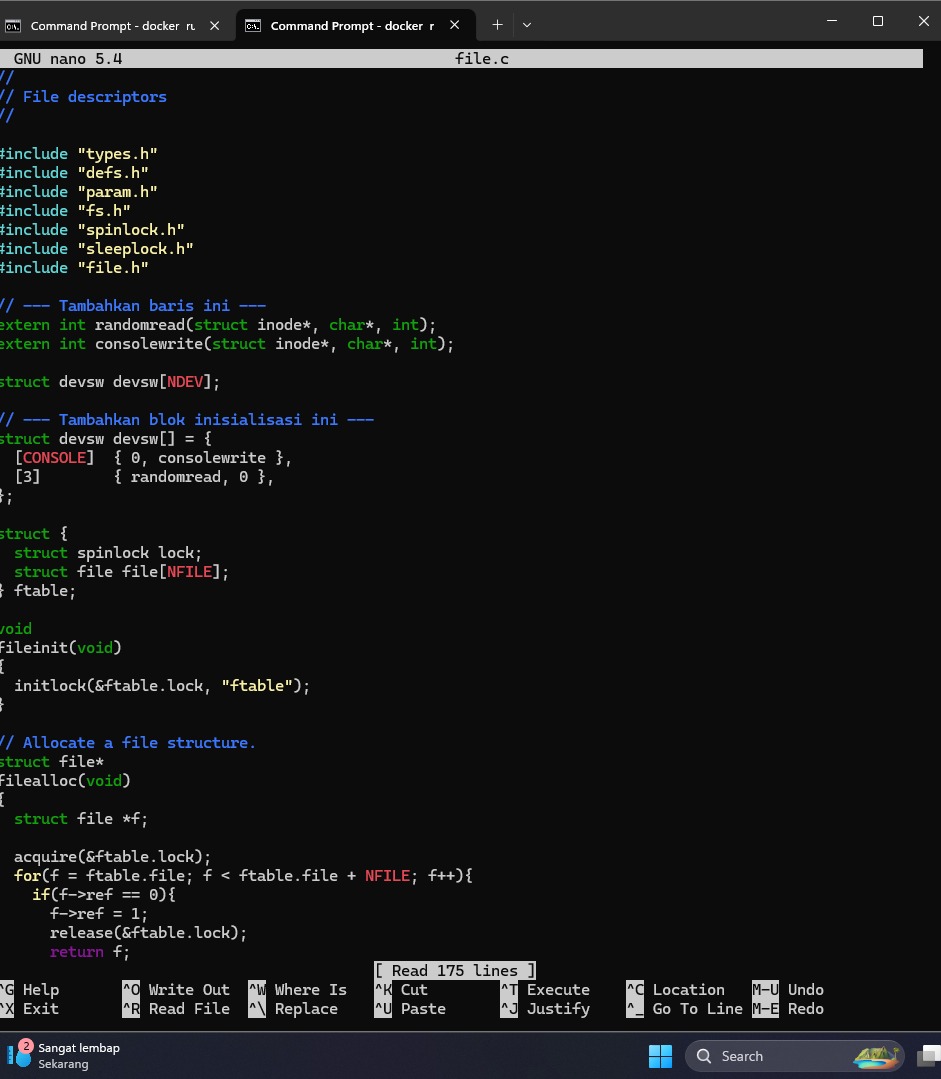 Command Prompt - docker ru
Command Prompt - docker r
GNU nano 5.4 file.c
//
// File descriptors
//
#include "types.h"
#include "defs.h"
#include "param.h"
#include "fs.h"
#include "spinlock.h"
#include "sleeplock.h"
#include "file.h"
// --- Tambahkan baris ini ---
extern int randomread(struct inode*, char*, int);
extern int consolewrite(struct inode*, char*, int);
struct devsw devsw[NDEV];
// --- Tambahkan blok inisialisasi ini ---
struct devsw devsw[] = {
[CONSOLE] { 0, consolewrite },
[3] { randomread, 0 },
};
struct {
struct spinlock lock;
struct file file[NFILE];
} ftable;
void
fileinit(void)
{
initlock(&ftable.lock, "ftable");
}
// Allocate a file structure.
struct file*
filealloc(void)
{
struct file *f;
acquire(&ftable.lock);
for(f = ftable.file; f < ftable.file + NFILE; f++){
if(f->ref == 0){
f->ref = 1;
release(&ftable.lock);
return f;
[ Read 175 lines ]
^G Help ^O Write Out ^W Where Is ^K Cut ^T Execute ^C Location M-U Undo
^X Exit ^R Read File ^\ Replace ^U Paste ^J Justify ^_ Go To Line M-E Redo
2
Sangat lembap
Sekarang
Search